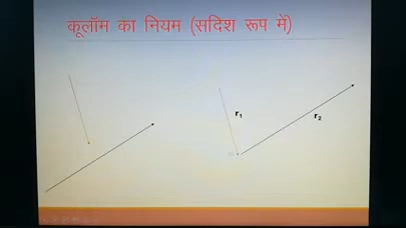 कूलॉम का नियम (सदिश रूप में)
r₁
r₂